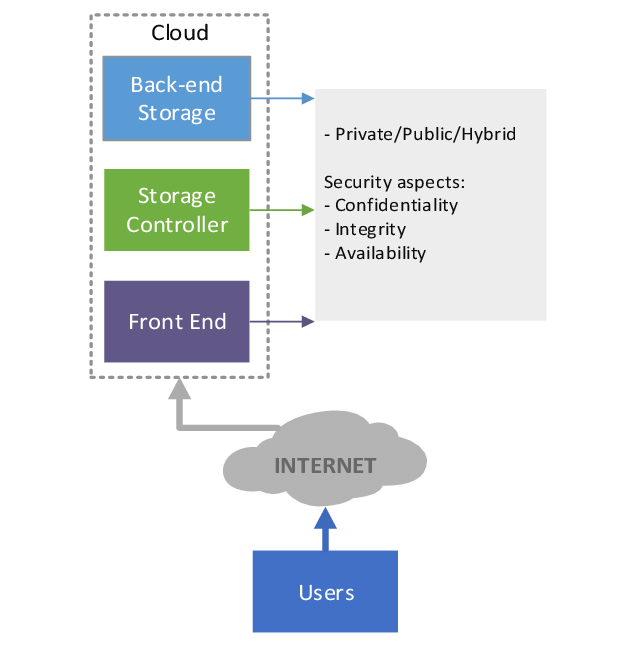 Cloud
Back-end
Storage
- Private/Public/Hybrid
Security aspects:
- Confidentiality
- Integrity
- Availability
Storage
Controller
Front End
INTERNET
Users